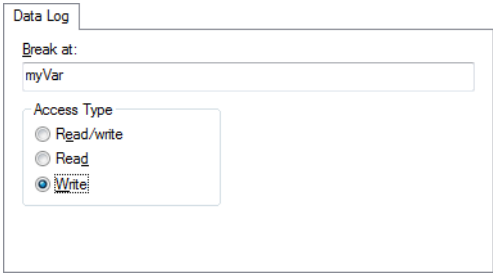 Data Log
Break at:
myVar
Access Type
Read/write
Read
Write